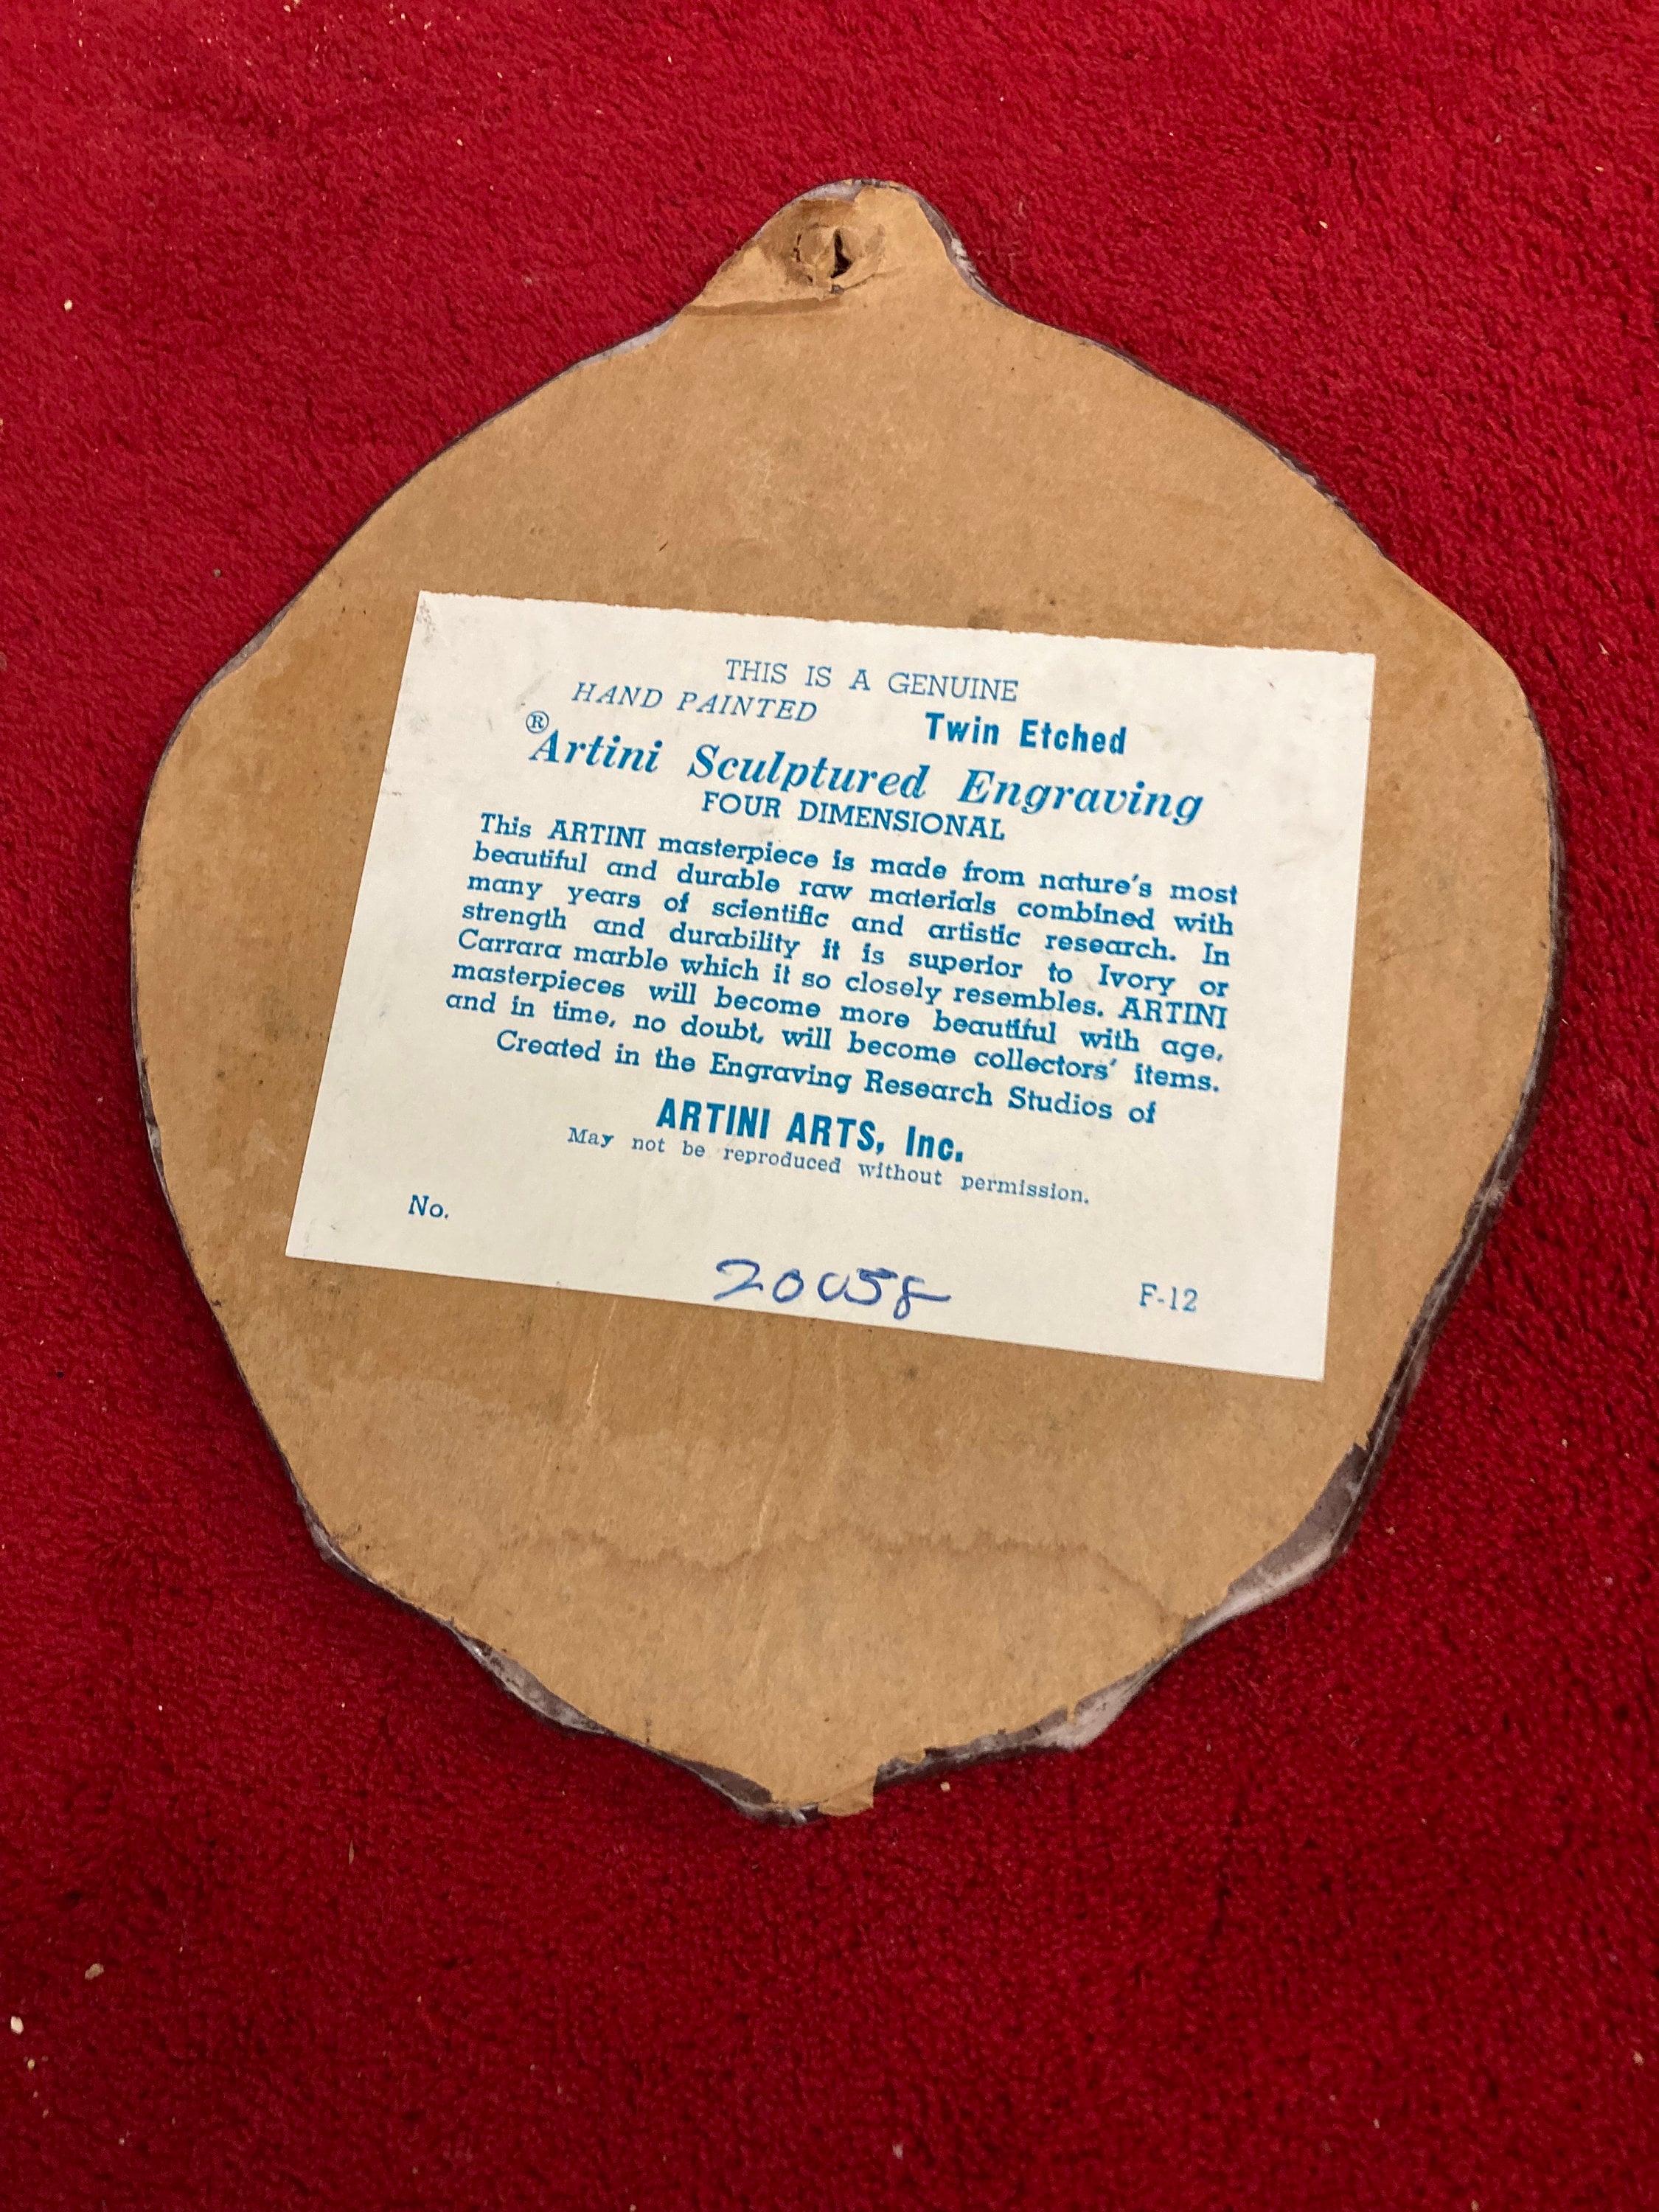 THIS IS A GENUINE
HAND PAINTED Twin Etched
®Artini Sculptured Engraving
FOUR DIMENSIONAL
This ARTINI masterpiece is made from nature's most
beautiful and durable raw materials combined with
many years of scientific and artistic research. In
strength and durability it is superior to Ivory or
Carrara marble which it so closely resembles. ARTINI
masterpieces will become more beautiful with age,
and in time, no doubt, will become collectors' items.
Created in the Engraving Research Studios of
ARTINI ARTS, Inc.
May not be reproduced without permission.
No.
20058
F-12